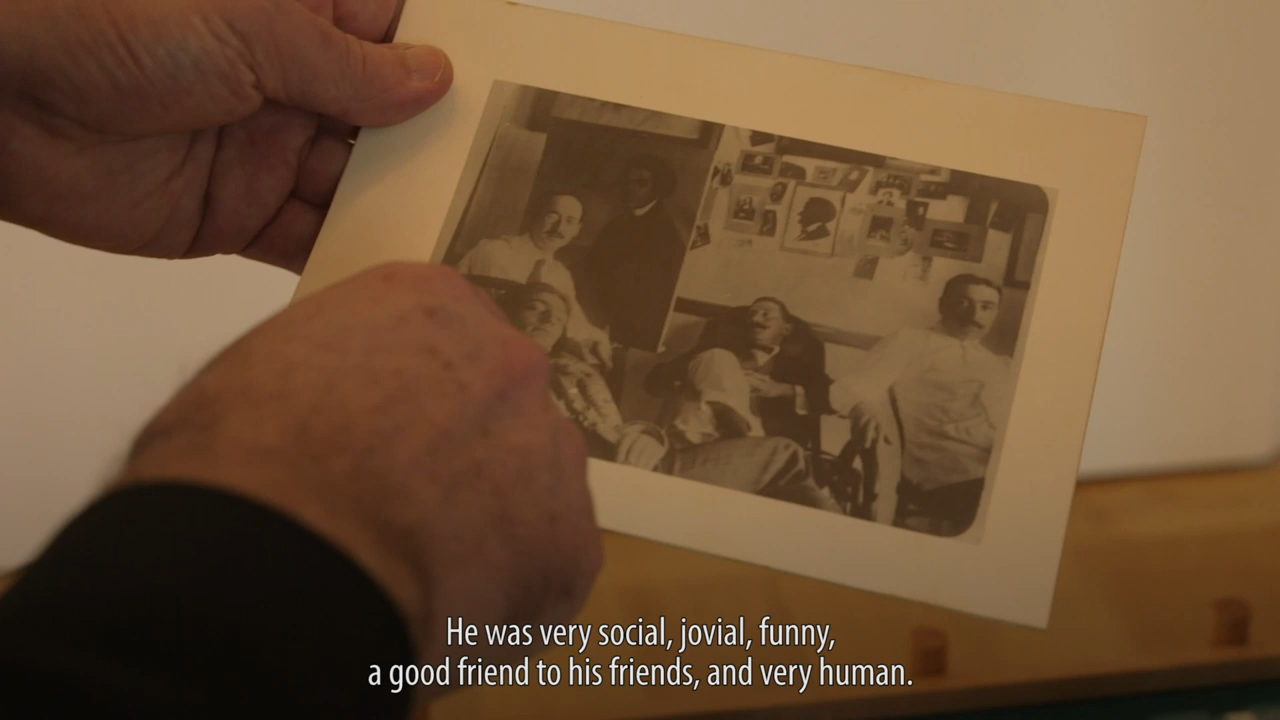 He was very social, jovial, funny,
a good friend to his friends, and very human.